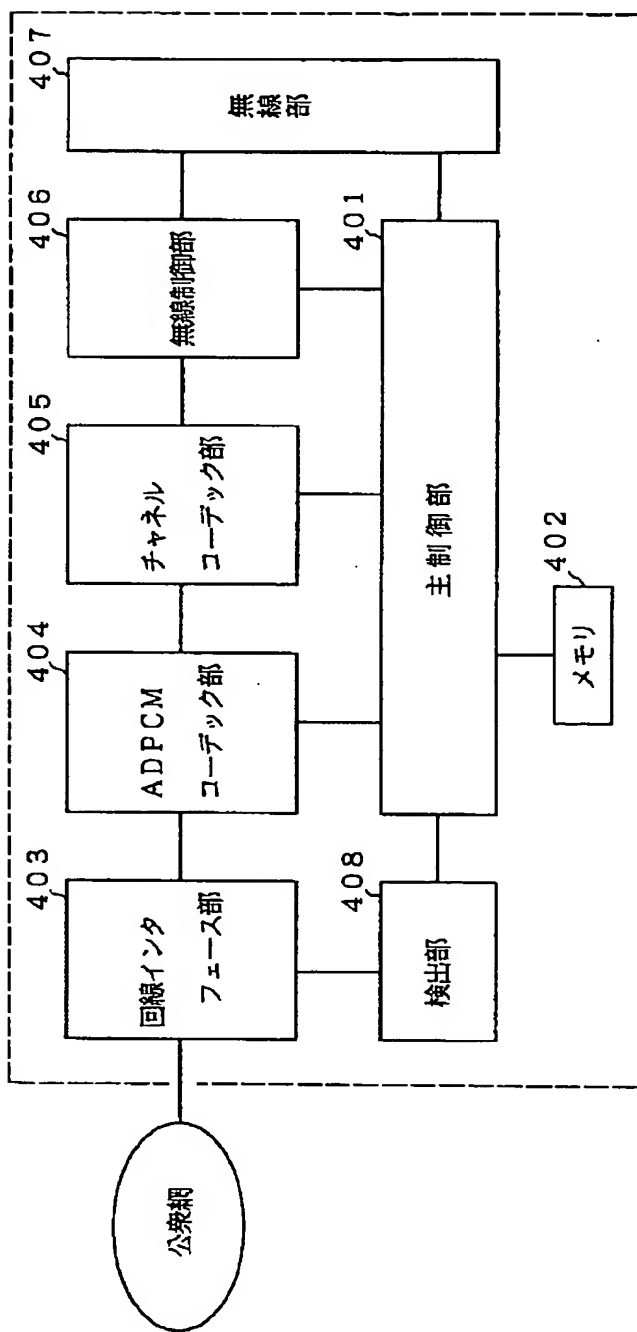 公衆網
403
回線インタ
フェース部
404
ADPCM
コーデック部
405
チャネル
コーデック部
406
無線制御部
407
無線部
408
検出部
401
主制御部
402
メモリ